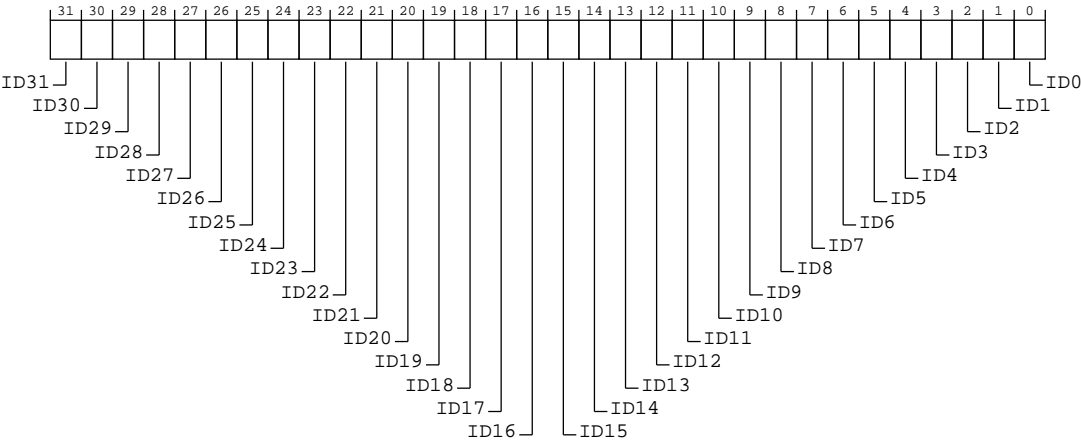 31 30 29 28 27 26 25 24 23 22 21 20 19 18 17 16 15 14 13 12 11 10 9 8 7 6 5 4 3 2 1 0
ID31 ID0
ID30 ID1
ID29 ID2
ID28 ID3
ID27 ID4
ID26 ID5
ID25 ID6
ID24 ID7
ID23 ID8
ID22 ID9
ID21 ID10
ID20 ID11
ID19 ID12
ID18 ID13
ID17 ID14
ID16 ID15